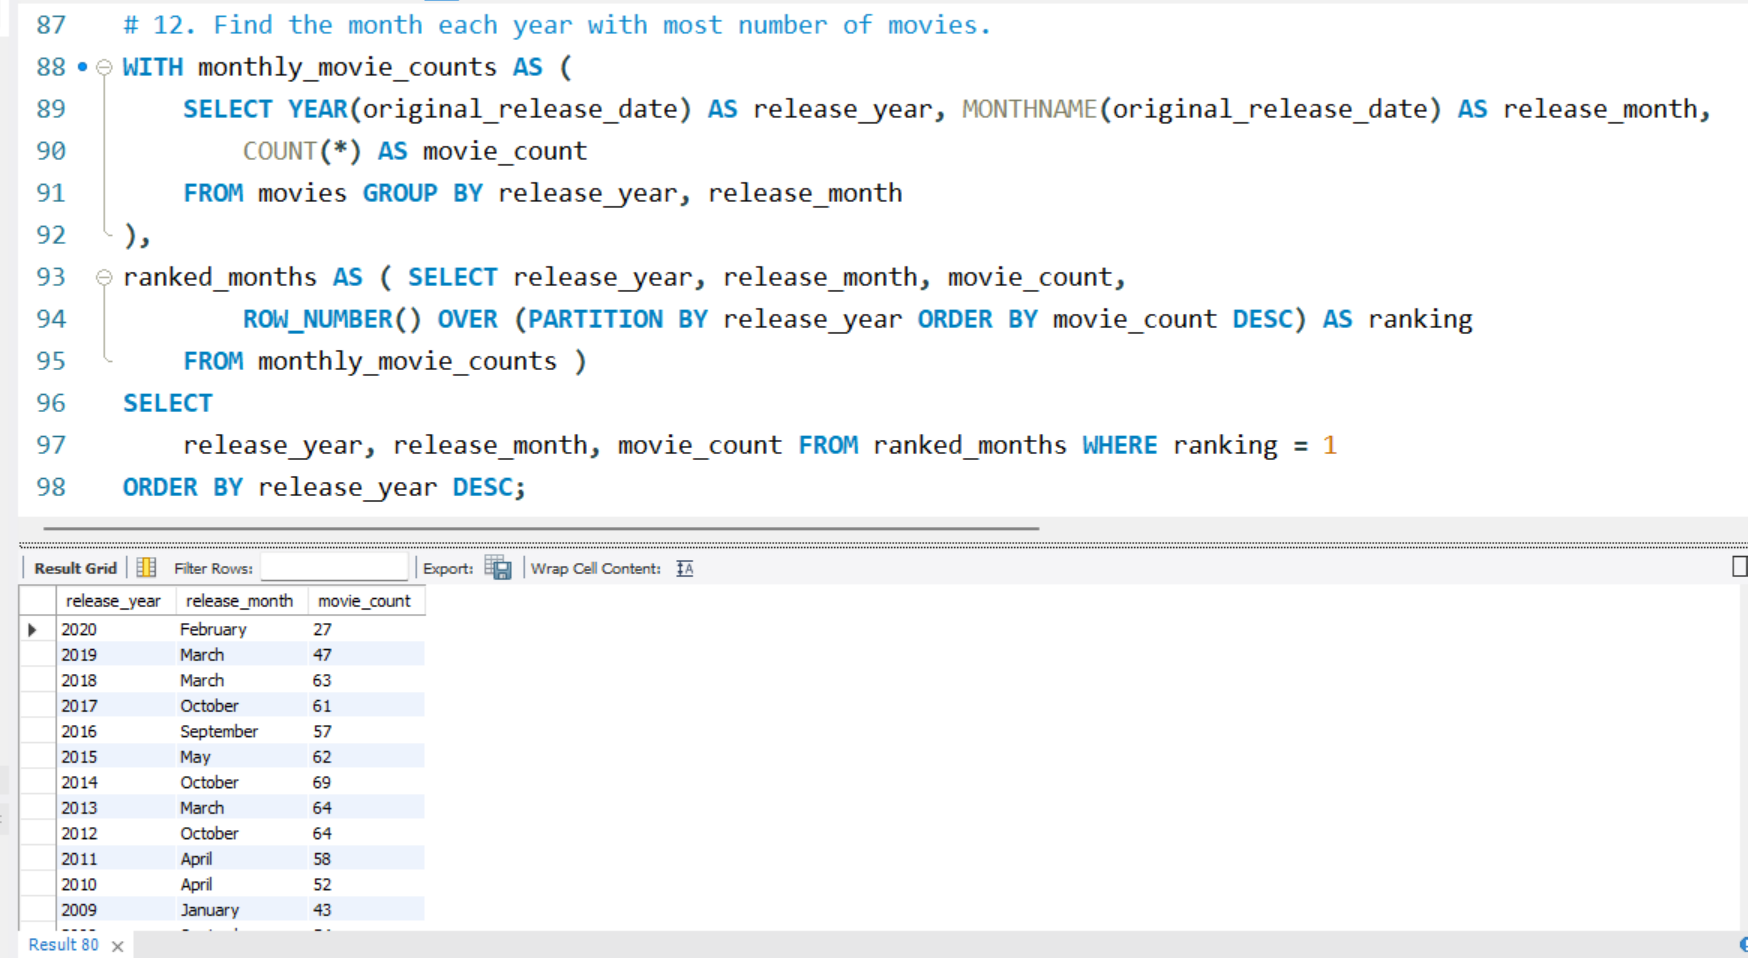 87 # 12. Find the month each year with most number of movies.
88 WITH monthly_movie_counts AS (
89 SELECT YEAR(original_release_date) AS release_year, MONTHNAME(original_release_date) AS release_month,
90 COUNT(*) AS movie_count
91 FROM movies GROUP BY release_year, release_month
92 ),
93 ranked_months AS ( SELECT release_year, release_month, movie_count,
94 ROW_NUMBER() OVER (PARTITION BY release_year ORDER BY movie_count DESC) AS ranking
95 FROM monthly_movie_counts )
96 SELECT
97 release_year, release_month, movie_count FROM ranked_months WHERE ranking = 1
98 ORDER BY release_year DESC;
Result Grid Filter Rows: Export: Wrap Cell Content:
release_year release_month movie_count
2020 February 27
2019 March 47
2018 March 63
2017 October 61
2016 September 57
2015 May 62
2014 October 69
2013 March 64
2012 October 64
2011 April 58
2010 April 52
2009 January 43
Result 80